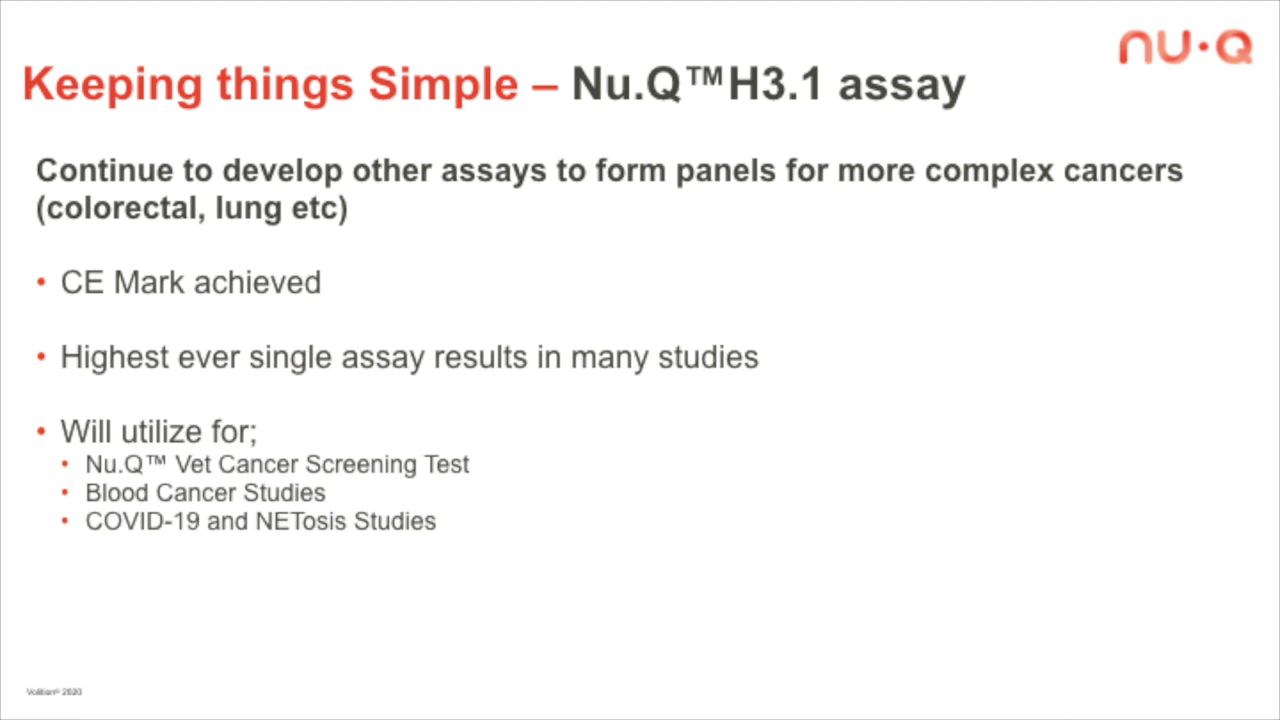 nu·Q
Keeping things Simple – Nu.Q™H3.1 assay
Continue to develop other assays to form panels for more complex cancers
(colorectal, lung etc)
• CE Mark achieved
• Highest ever single assay results in many studies
• Will utilize for;
• Nu.Q™ Vet Cancer Screening Test
• Blood Cancer Studies
• COVID-19 and NETosis Studies
Volition© 2020